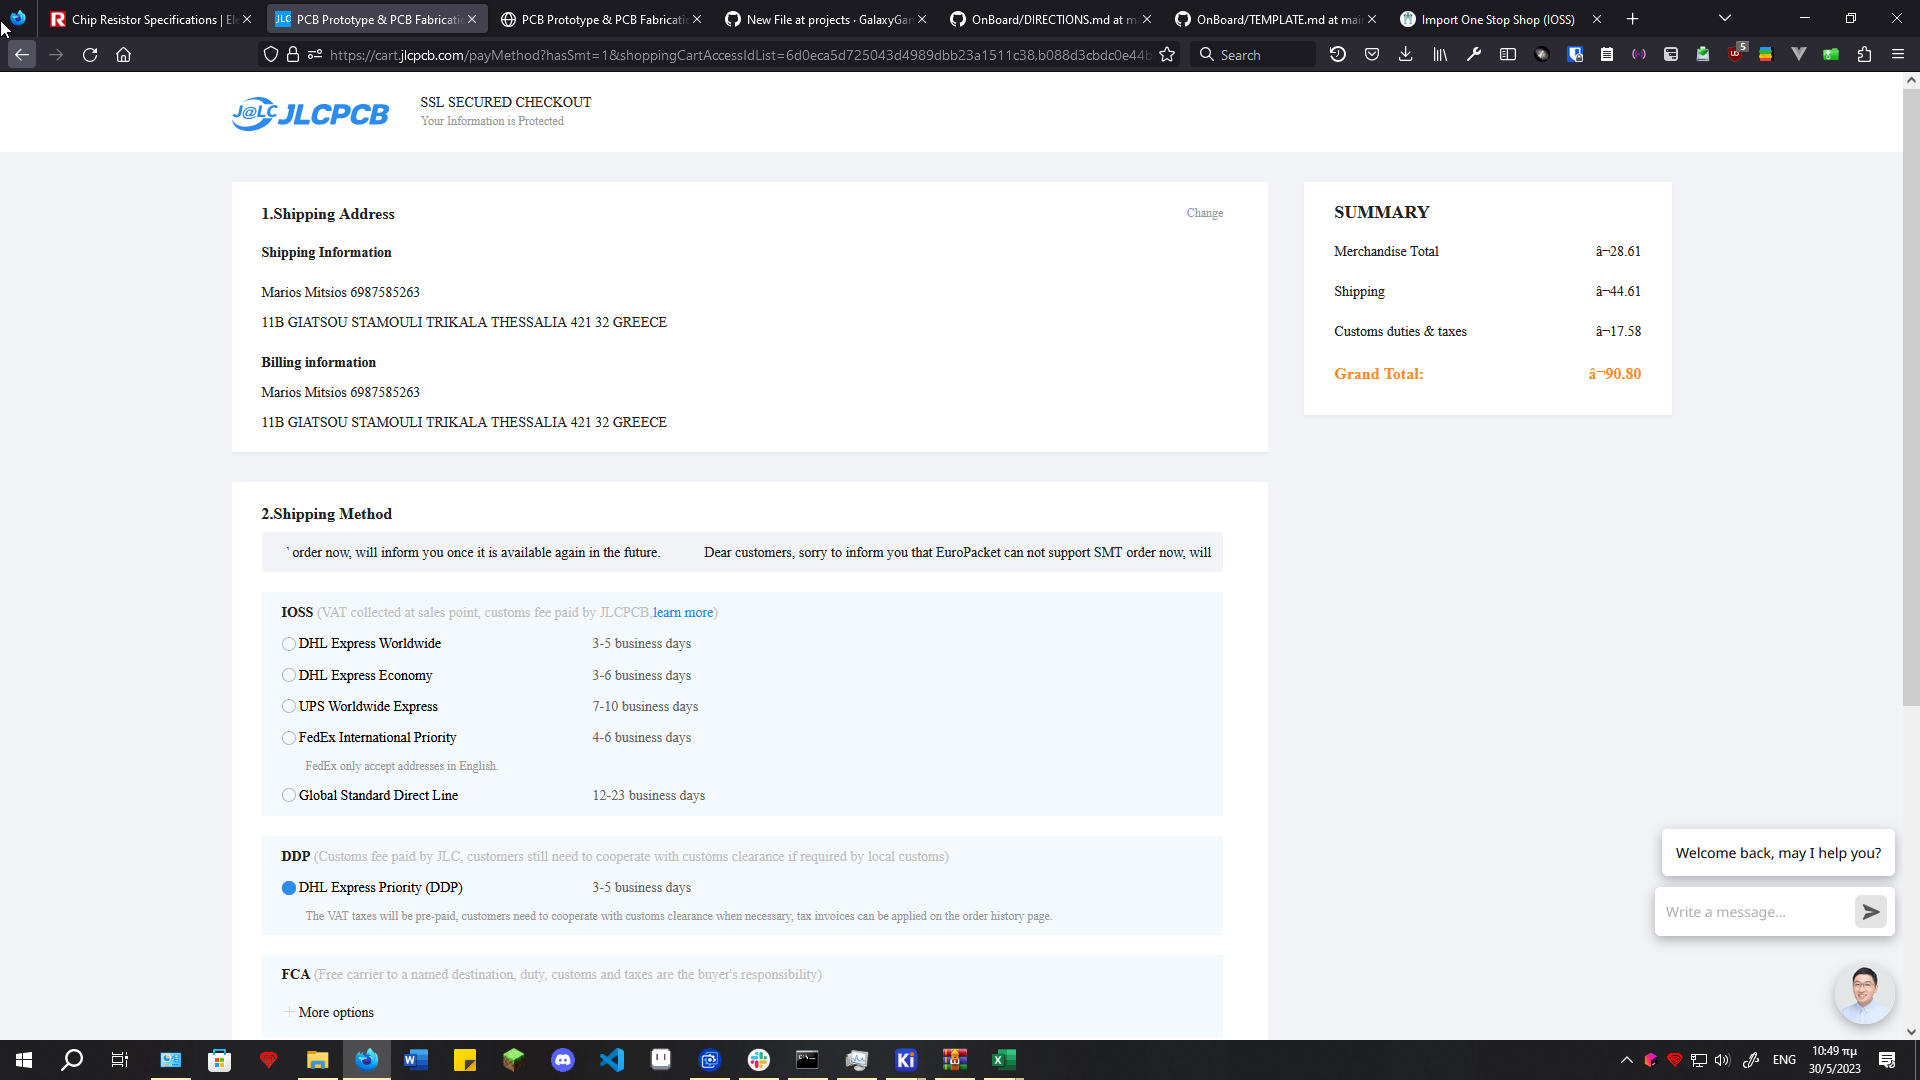 Chip Resistor Specifications | Ele
PCB Prototype & PCB Fabricatio
PCB Prototype & PCB Fabricatio
New File at projects · GalaxyGam
OnBoard/DIRECTIONS.md at m
OnBoard/TEMPLATE.md at main
Import One Stop Shop (IOSS)
https://cart.jlcpcb.com/payMethod?hasSmt=1&shoppingCartAccessIdList=6d0eca5d725043d4989dbb23a1511c38,b088d3cbdc0e44b
Search
5
J@LC JLCPCB
SSL SECURED CHECKOUT
Your Information is Protected
1.Shipping Address
Change
Shipping Information
Marios Mitsios 6987585263
11B GIATSOU STAMOULI TRIKALA THESSALIA 421 32 GREECE
Billing information
Marios Mitsios 6987585263
11B GIATSOU STAMOULI TRIKALA THESSALIA 421 32 GREECE
SUMMARY
Merchandise Total â¬28.61
Shipping â¬44.61
Customs duties & taxes â¬17.58
Grand Total: â¬90.80
2.Shipping Method
order now, will inform you once it is available again in the future. Dear customers, sorry to inform you that EuroPacket can not support SMT order now, will
IOSS (VAT collected at sales point, customs fee paid by JLCPCB,learn more)
DHL Express Worldwide 3-5 business days
DHL Express Economy 3-6 business days
UPS Worldwide Express 7-10 business days
FedEx International Priority 4-6 business days
FedEx only accept addresses in English.
Global Standard Direct Line 12-23 business days
DDP (Customs fee paid by JLC, customers still need to cooperate with customs clearance if required by local customs)
DHL Express Priority (DDP) 3-5 business days
The VAT taxes will be pre-paid, customers need to cooperate with customs clearance when necessary, tax invoices can be applied on the order history page.
FCA (Free carrier to a named destination, duty, customs and taxes are the buyer's responsibility)
More options
Welcome back, may I help you?
Write a message...
ENG
10:49 πμ
30/5/2023